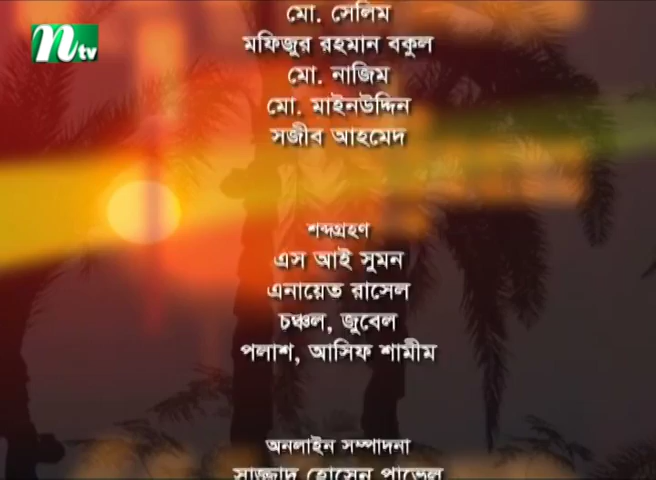 ntv
মো. সেলিম
মফিজুর রহমান বকুল
মো. নাজিম
মো. মাইনউদ্দিন
সজীব আহমেদ
শব্দগ্রহণ
এস আই সুমন
এনায়েত রাসেল
চঞ্চল, জুবেল
পলাশ, আসিফ শামীম
অনলাইন সম্পাদনা
সাজ্জাদ হোসেন পাভেল